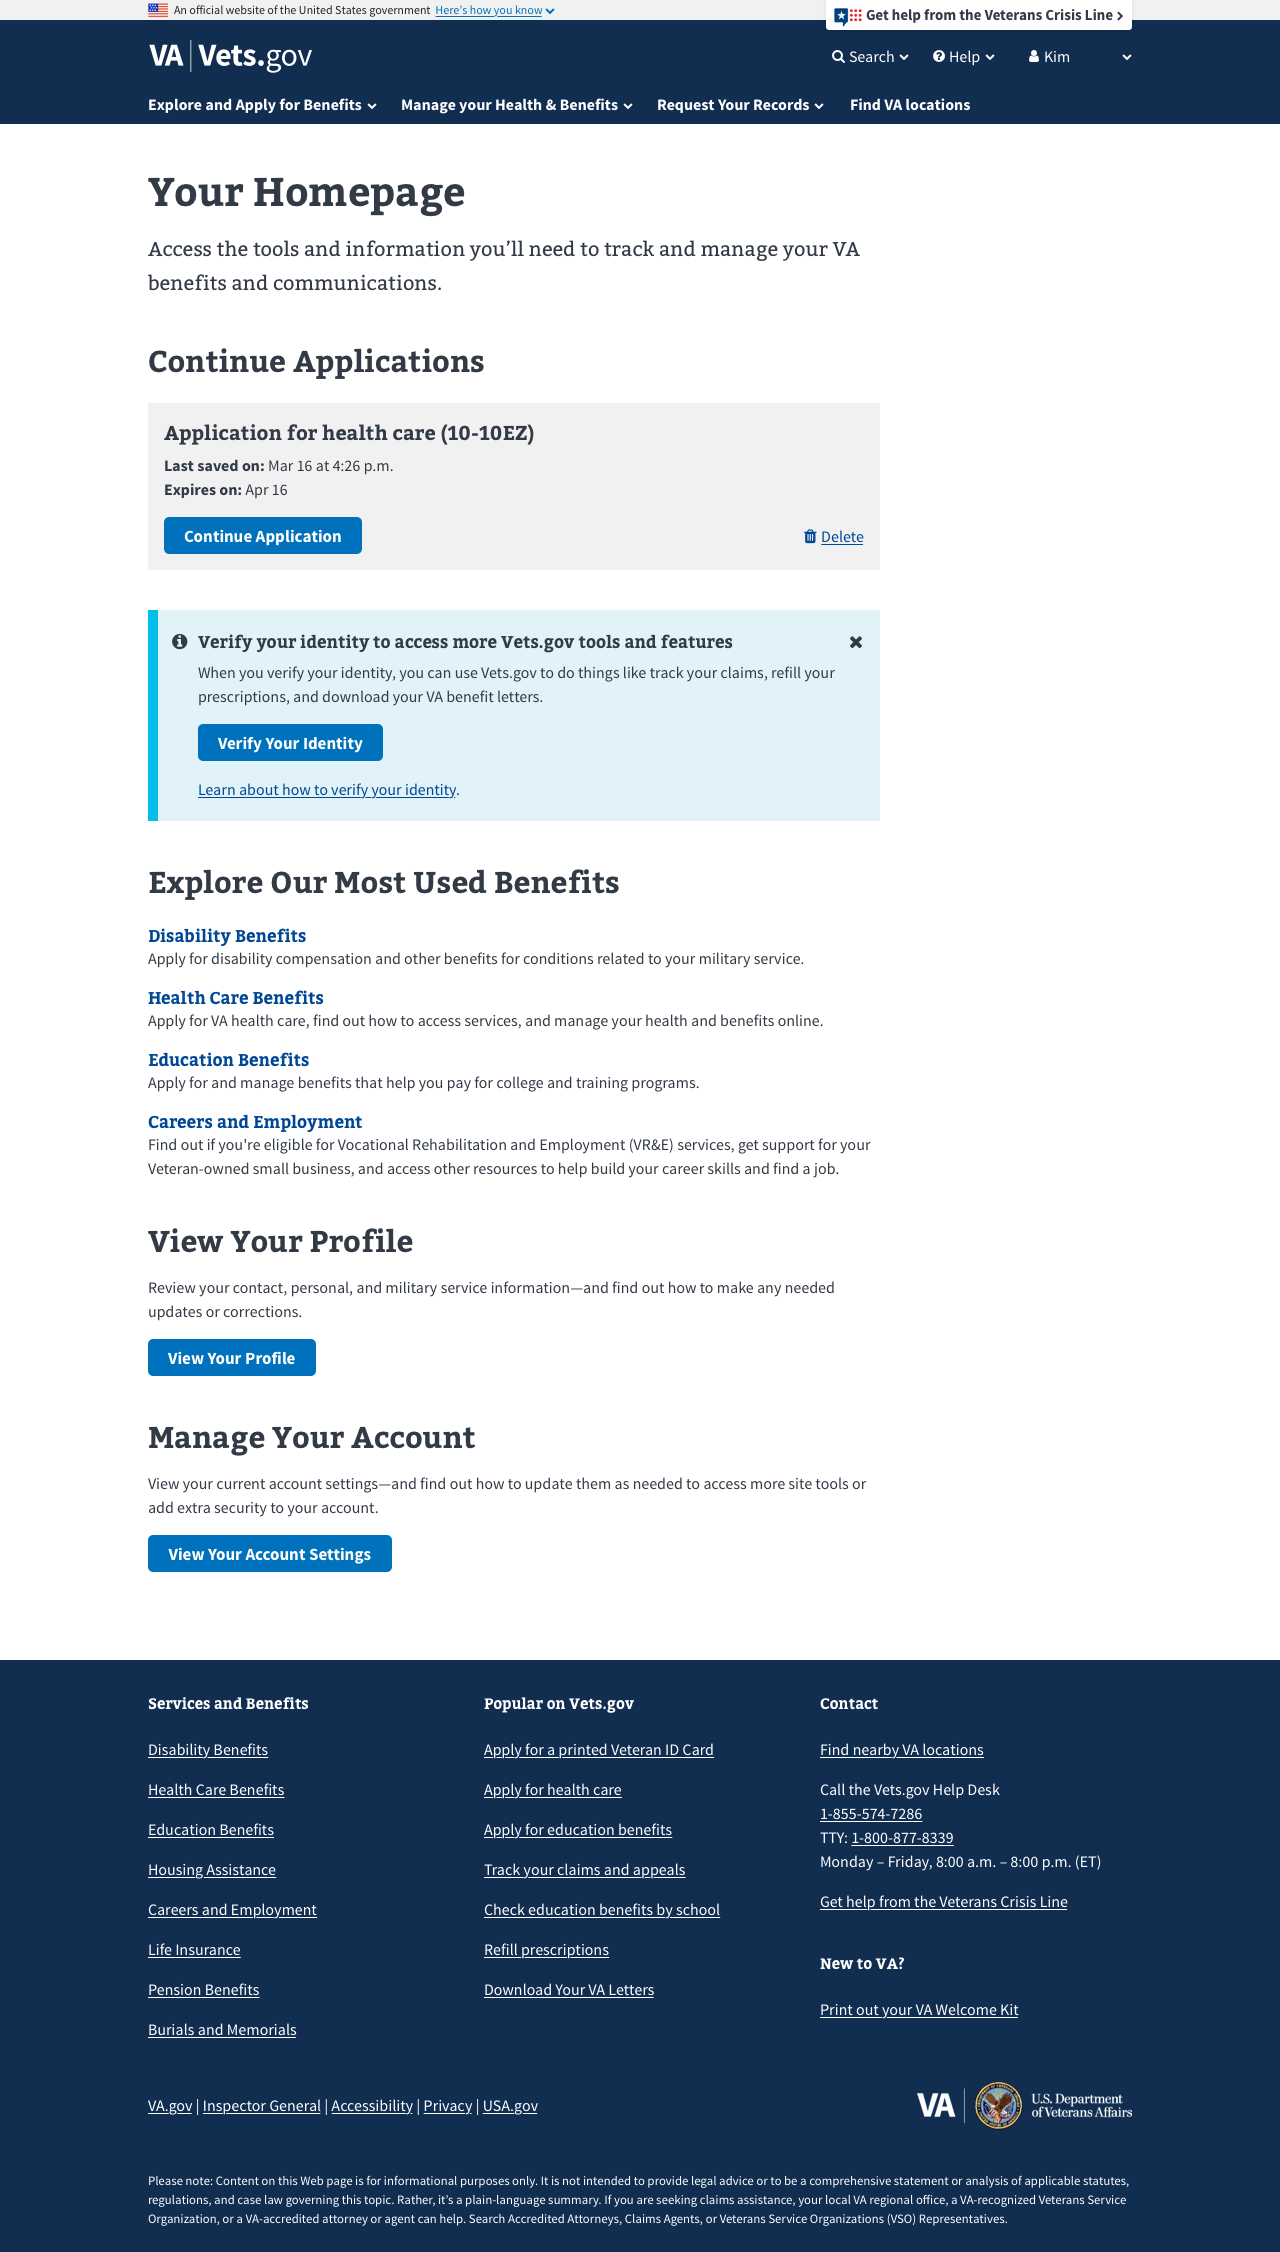 An official website of the United States government Here's how you know
Get help from the Veterans Crisis Line
VA | Vets.gov
Search Help Kim
Explore and Apply for Benefits Manage your Health & Benefits Request Your Records Find VA locations
Your Homepage
Access the tools and information you’ll need to track and manage your VA
benefits and communications.
Continue Applications
Application for health care (10-10EZ)
Last saved on: Mar 16 at 4:26 p.m.
Expires on: Apr 16
Continue Application
Delete
Verify your identity to access more Vets.gov tools and features
When you verify your identity, you can use Vets.gov to do things like track your claims, refill your
prescriptions, and download your VA benefit letters.
Verify Your Identity
Learn about how to verify your identity.
Explore Our Most Used Benefits
Disability Benefits
Apply for disability compensation and other benefits for conditions related to your military service.
Health Care Benefits
Apply for VA health care, find out how to access services, and manage your health and benefits online.
Education Benefits
Apply for and manage benefits that help you pay for college and training programs.
Careers and Employment
Find out if you're eligible for Vocational Rehabilitation and Employment (VR&E) services, get support for your
Veteran-owned small business, and access other resources to help build your career skills and find a job.
View Your Profile
Review your contact, personal, and military service information—and find out how to make any needed
updates or corrections.
View Your Profile
Manage Your Account
View your current account settings—and find out how to update them as needed to access more site tools or
add extra security to your account.
View Your Account Settings
Services and Benefits
Disability Benefits
Health Care Benefits
Education Benefits
Housing Assistance
Careers and Employment
Life Insurance
Pension Benefits
Burials and Memorials
Popular on Vets.gov
Apply for a printed Veteran ID Card
Apply for health care
Apply for education benefits
Track your claims and appeals
Check education benefits by school
Refill prescriptions
Download Your VA Letters
Contact
Find nearby VA locations
Call the Vets.gov Help Desk
1-855-574-7286
TTY: 1-800-877-8339
Monday – Friday, 8:00 a.m. – 8:00 p.m. (ET)
Get help from the Veterans Crisis Line
New to VA?
Print out your VA Welcome Kit
VA.gov | Inspector General | Accessibility | Privacy | USA.gov
VA
U.S. Department
of Veterans Affairs
Please note: Content on this Web page is for informational purposes only. It is not intended to provide legal advice or to be a comprehensive statement or analysis of applicable statutes,
regulations, and case law governing this topic. Rather, it’s a plain-language summary. If you are seeking claims assistance, your local VA regional office, a VA-recognized Veterans Service
Organization, or a VA-accredited attorney or agent can help. Search Accredited Attorneys, Claims Agents, or Veterans Service Organizations (VSO) Representatives.